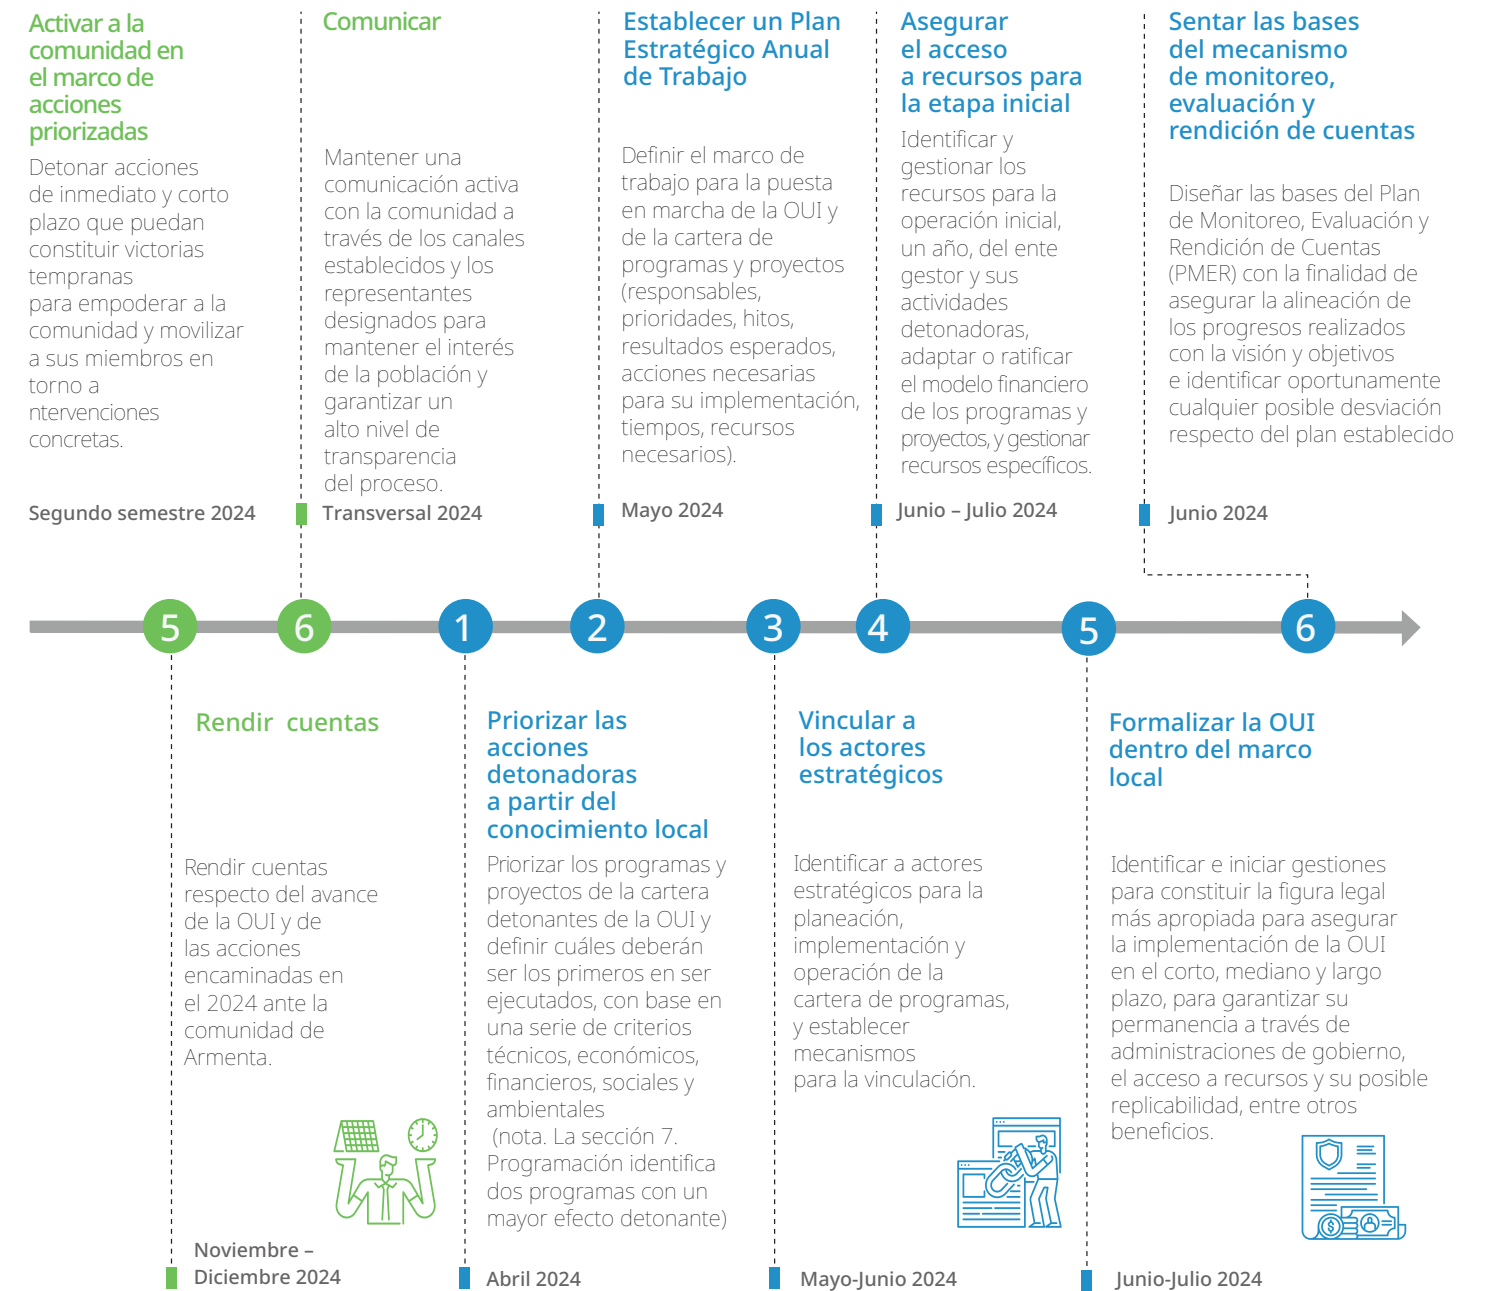 Activar a la
comunidad en
el marco de
acciones
priorizadas
Detonar acciones
de inmediato y corto
plazo que puedan
constituir victorias
tempranas
para empoderar a la
comunidad y movilizar
a sus miembros en
torno a
ntervenciones
concretas.
Segundo semestre 2024
Comunicar
Mantener una
comunicación activa
con la comunidad a
través de los canales
establecidos y los
representantes
designados para
mantener el interés
de la población y
garantizar un
alto nivel de
transparencia
del proceso.
Transversal 2024
Establecer un Plan
Estratégico Anual
de Trabajo
Definir el marco de
trabajo para la puesta
en marcha de la OUI y
de la cartera de
programas y proyectos
(responsables,
prioridades, hitos,
resultados esperados,
acciones necesarias
para su implementación,
tiempos, recursos
necesarios).
Mayo 2024
Asegurar
el acceso
a recursos para
la etapa inicial
Identificar y
gestionar los
recursos para la
operación inicial,
un año, del ente
gestor y sus
actividades
detonadoras,
adaptar o ratificar
el modelo financiero
de los programas y
proyectos, y gestionar
recursos específicos.
Junio – Julio 2024
Sentar las bases
del mecanismo
de monitoreo,
evaluación y
rendición de cuentas
Diseñar las bases del Plan
de Monitoreo, Evaluación y
Rendición de Cuentas
(PMER) con la finalidad de
asegurar la alineación de
los progresos realizados
con la visión y objetivos
e identificar oportunamente
cualquier posible desviación
respecto del plan establecido
Junio 2024
5
6
1
2
3
4
5
6
Rendir cuentas
Rendir cuentas
respecto del avance
de la OUI y de
las acciones
encaminadas en
el 2024 ante la
comunidad de
Armenta.
Noviembre –
Diciembre 2024
Priorizar las
acciones
detonadoras
a partir del
conocimiento local
Priorizar los programas y
proyectos de la cartera
detonantes de la OUI y
definir cuáles deberán
ser los primeros en ser
ejecutados, con base en
una serie de criterios
técnicos, económicos,
financieros, sociales y
ambientales
(nota. La sección 7.
Programación identifica
dos programas con un
mayor efecto detonante)
Abril 2024
Vincular a
los actores
estratégicos
Identificar a actores
estratégicos para la
planeación,
implementación y
operación de la
cartera de programas,
y establecer
mecanismos
para la vinculación.
Mayo-Junio 2024
Formalizar la OUI
dentro del marco
local
Identificar e iniciar gestiones
para constituir la figura legal
más apropiada para asegurar
la implementación de la OUI
en el corto, mediano y largo
plazo, para garantizar su
permanencia a través de
administraciones de gobierno,
el acceso a recursos y su posible
replicabilidad, entre otros
beneficios.
Junio-Julio 2024